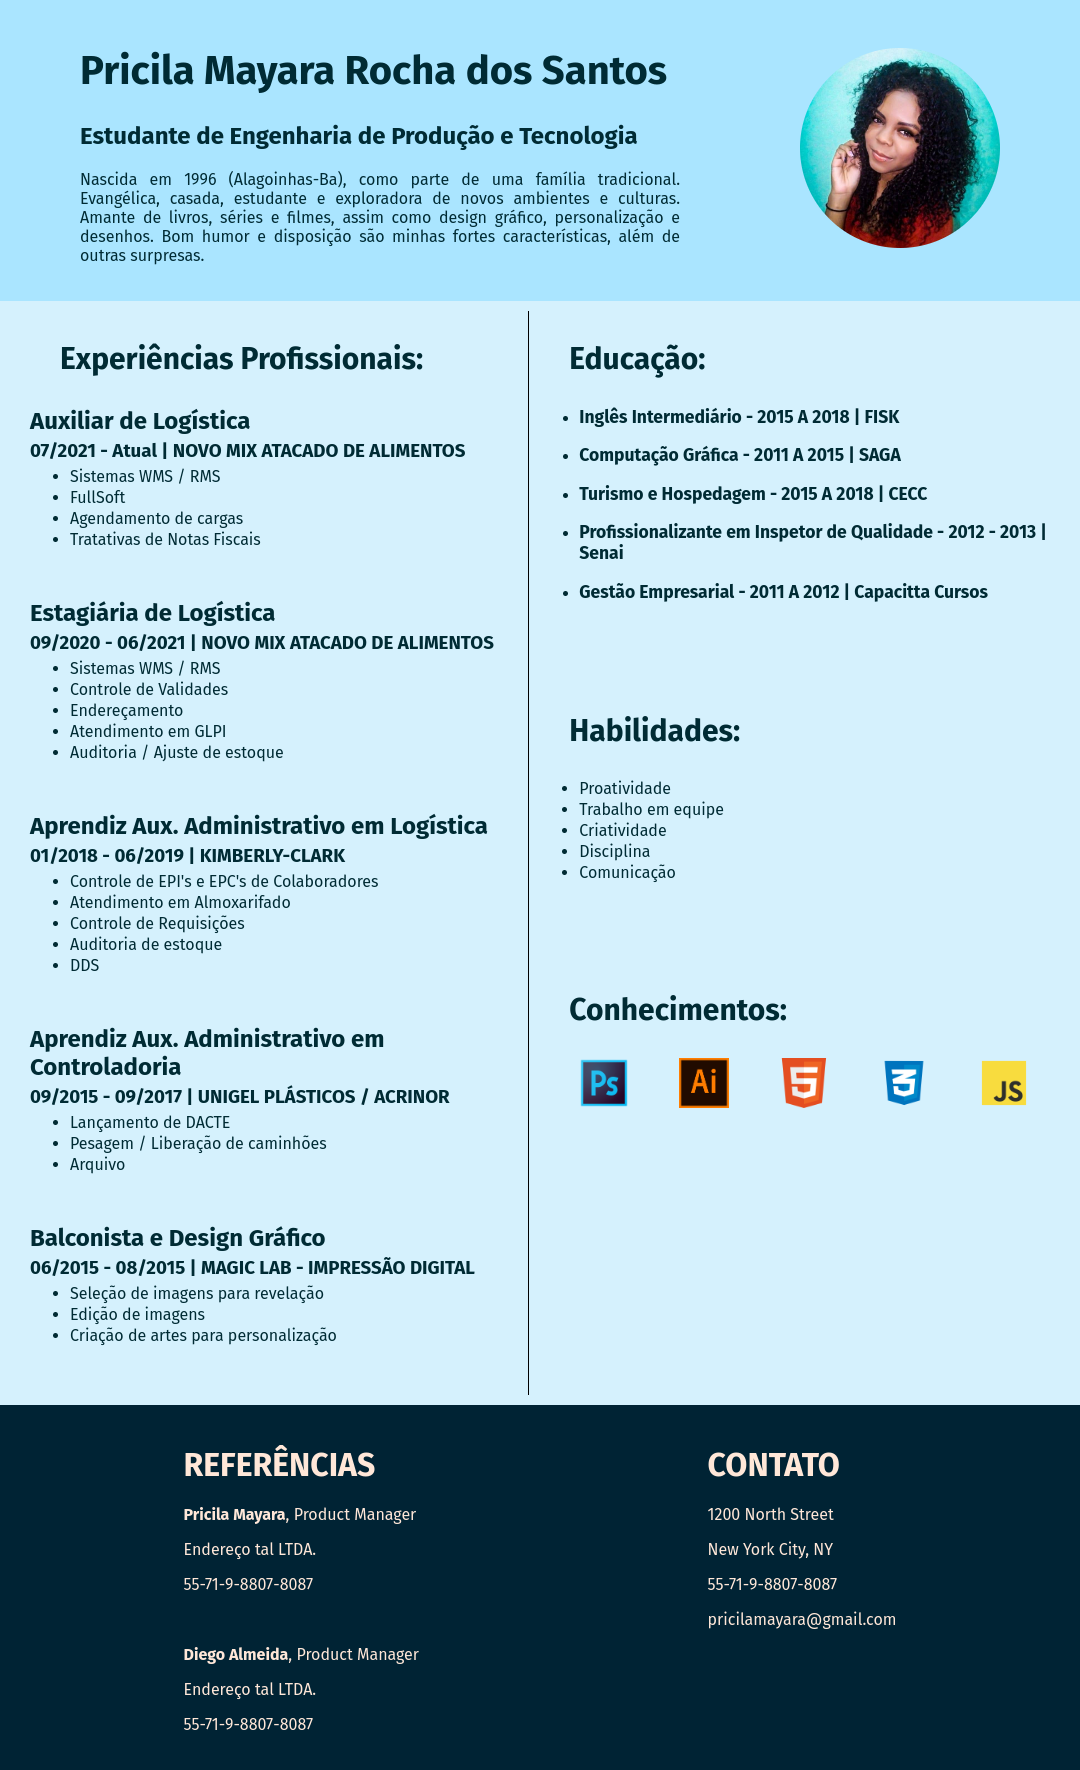 Pricila Mayara Rocha dos Santos
Estudante de Engenharia de Produção e Tecnologia
Nascida em 1996 (Alagoinhas-Ba), como parte de uma família tradicional.
Evangélica, casada, estudante e exploradora de novos ambientes e culturas.
Amante de livros, séries e filmes, assim como design gráfico, personalização e
desenhos. Bom humor e disposição são minhas fortes características, além de
outras surpresas.
Experiências Profissionais:
Auxiliar de Logística
07/2021 - Atual | NOVO MIX ATACADO DE ALIMENTOS
• Sistemas WMS / RMS
• FullSoft
• Agendamento de cargas
• Tratativas de Notas Fiscais
Estagiária de Logística
09/2020 - 06/2021 | NOVO MIX ATACADO DE ALIMENTOS
• Sistemas WMS / RMS
• Controle de Validades
• Endereçamento
• Atendimento em GLPI
• Auditoria / Ajuste de estoque
Aprendiz Aux. Administrativo em Logística
01/2018 - 06/2019 | KIMBERLY-CLARK
• Controle de EPI's e EPC's de Colaboradores
• Atendimento em Almoxarifado
• Controle de Requisições
• Auditoria de estoque
• DDS
Aprendiz Aux. Administrativo em
Controladoria
09/2015 - 09/2017 | UNIGEL PLÁSTICOS / ACRINOR
• Lançamento de DACTE
• Pesagem / Liberação de caminhões
• Arquivo
Balconista e Design Gráfico
06/2015 - 08/2015 | MAGIC LAB - IMPRESSÃO DIGITAL
• Seleção de imagens para revelação
• Edição de imagens
• Criação de artes para personalização
Educação:
• Inglês Intermediário - 2015 A 2018 | FISK
• Computação Gráfica - 2011 A 2015 | SAGA
• Turismo e Hospedagem - 2015 A 2018 | CECC
• Profissionalizante em Inspetor de Qualidade - 2012 - 2013 |
Senai
• Gestão Empresarial - 2011 A 2012 | Capacitta Cursos
Habilidades:
• Proatividade
• Trabalho em equipe
• Criatividade
• Disciplina
• Comunicação
Conhecimentos:
Ps Ai 5 3 JS
REFERÊNCIAS
Pricila Mayara, Product Manager
Endereço tal LTDA.
55-71-9-8807-8087
Diego Almeida, Product Manager
Endereço tal LTDA.
55-71-9-8807-8087
CONTATO
1200 North Street
New York City, NY
55-71-9-8807-8087
pricilamayara@gmail.com